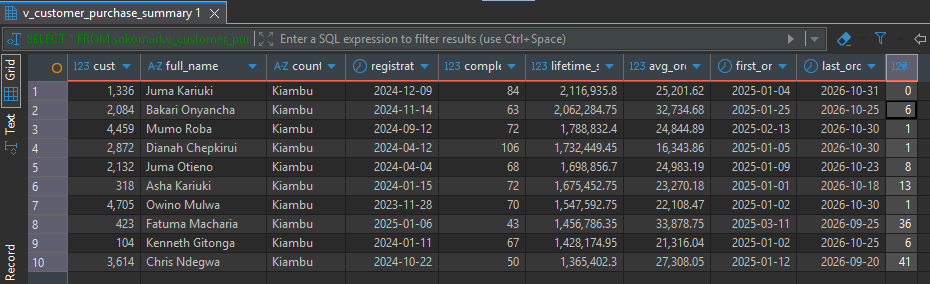 v_customer_purchase_summary 1
SELECT * FROM sokomart.v_customer_pur Enter a SQL expression to filter results (use Ctrl+Space)
Grid
Text
Record
123 cust A-Z full_name A-Z count registrat 123 comple 123 lifetime_s 123 avg_ord first_or last_ord 123
1 1,336 Juma Kariuki Kiambu 2024-12-09 84 2,116,935.8 25,201.62 2025-01-04 2026-10-31 0
2 2,084 Bakari Onyancha Kiambu 2024-11-14 63 2,062,284.75 32,734.68 2025-01-25 2026-10-25 6
3 4,459 Mumo Roba Kiambu 2024-09-12 72 1,788,832.4 24,844.89 2025-02-13 2026-10-30 1
4 2,872 Dianah Chepkirui Kiambu 2024-04-12 106 1,732,449.45 16,343.86 2025-01-05 2026-10-30 1
5 2,132 Juma Otieno Kiambu 2024-04-04 68 1,698,856.7 24,983.19 2025-01-09 2026-10-23 8
6 318 Asha Kariuki Kiambu 2024-01-15 72 1,675,452.75 23,270.18 2025-01-01 2026-10-18 13
7 4,705 Owino Mulwa Kiambu 2023-11-28 70 1,547,592.75 22,108.47 2025-01-02 2026-10-30 1
8 423 Fatuma Macharia Kiambu 2025-01-06 43 1,456,786.35 33,878.75 2025-03-11 2026-09-25 36
9 104 Kenneth Gitonga Kiambu 2024-01-11 67 1,428,174.95 21,316.04 2025-01-02 2026-10-25 6
10 3,614 Chris Ndegwa Kiambu 2024-10-22 50 1,365,402.3 27,308.05 2025-01-12 2026-09-20 41